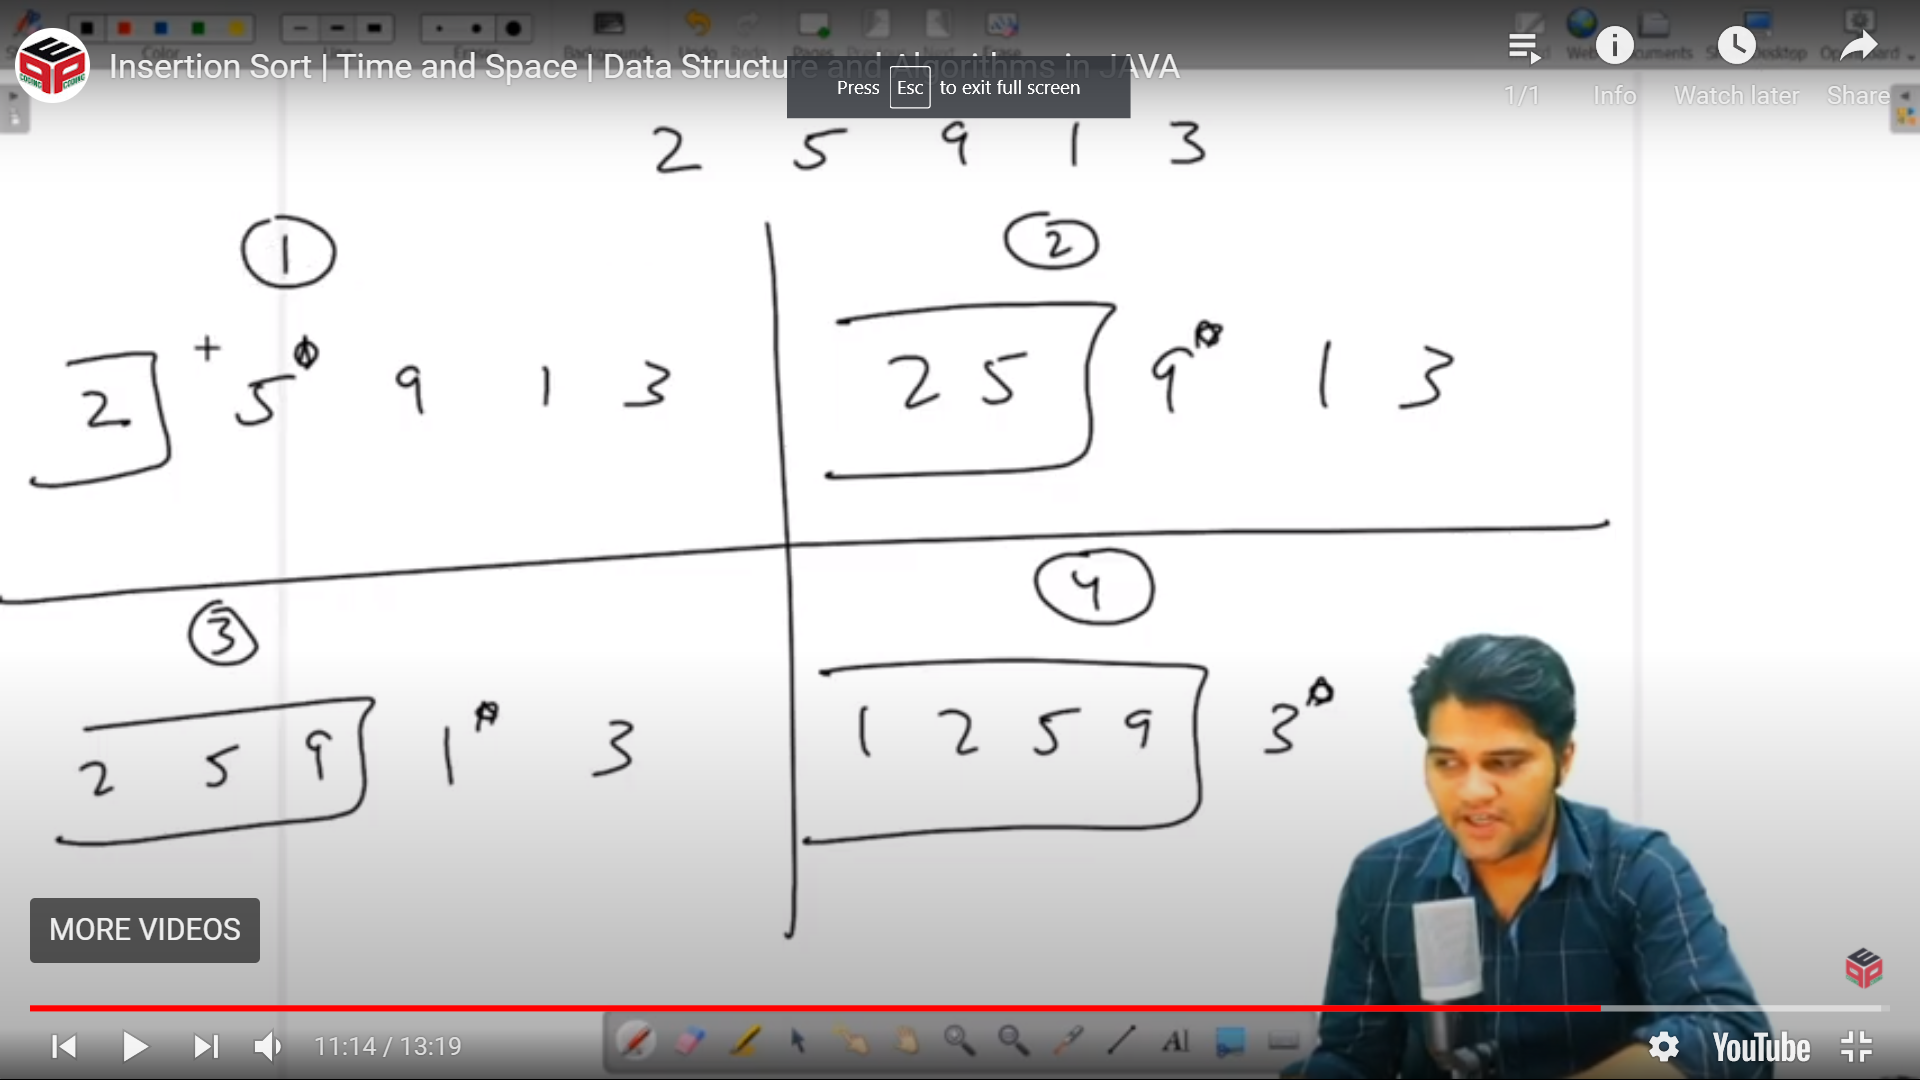 Insertion Sort | Time and Space | Data Structure and Algorithms in JAVA
Press Esc to exit full screen
1/1 Info Watch later Share
2 5 9 1 3
1
2 + 5 9 1 3
2
2 5 9 1 3
3
2 5 9 1 3
4
1 2 5 9 3
MORE VIDEOS
11:14 / 13:19
AI
YouTube